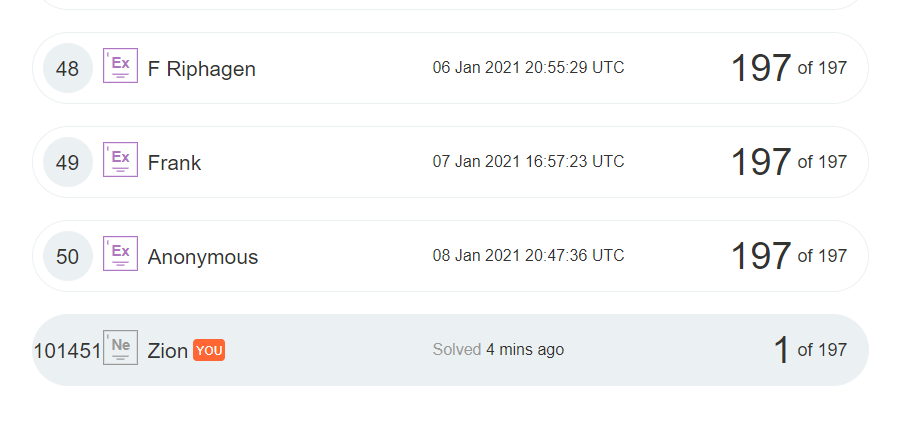 48 Ex F Riphagen 06 Jan 2021 20:55:29 UTC 197 of 197
49 Ex Frank 07 Jan 2021 16:57:23 UTC 197 of 197
50 Ex Anonymous 08 Jan 2021 20:47:36 UTC 197 of 197
101451 Ne Zion YOU Solved 4 mins ago 1 of 197